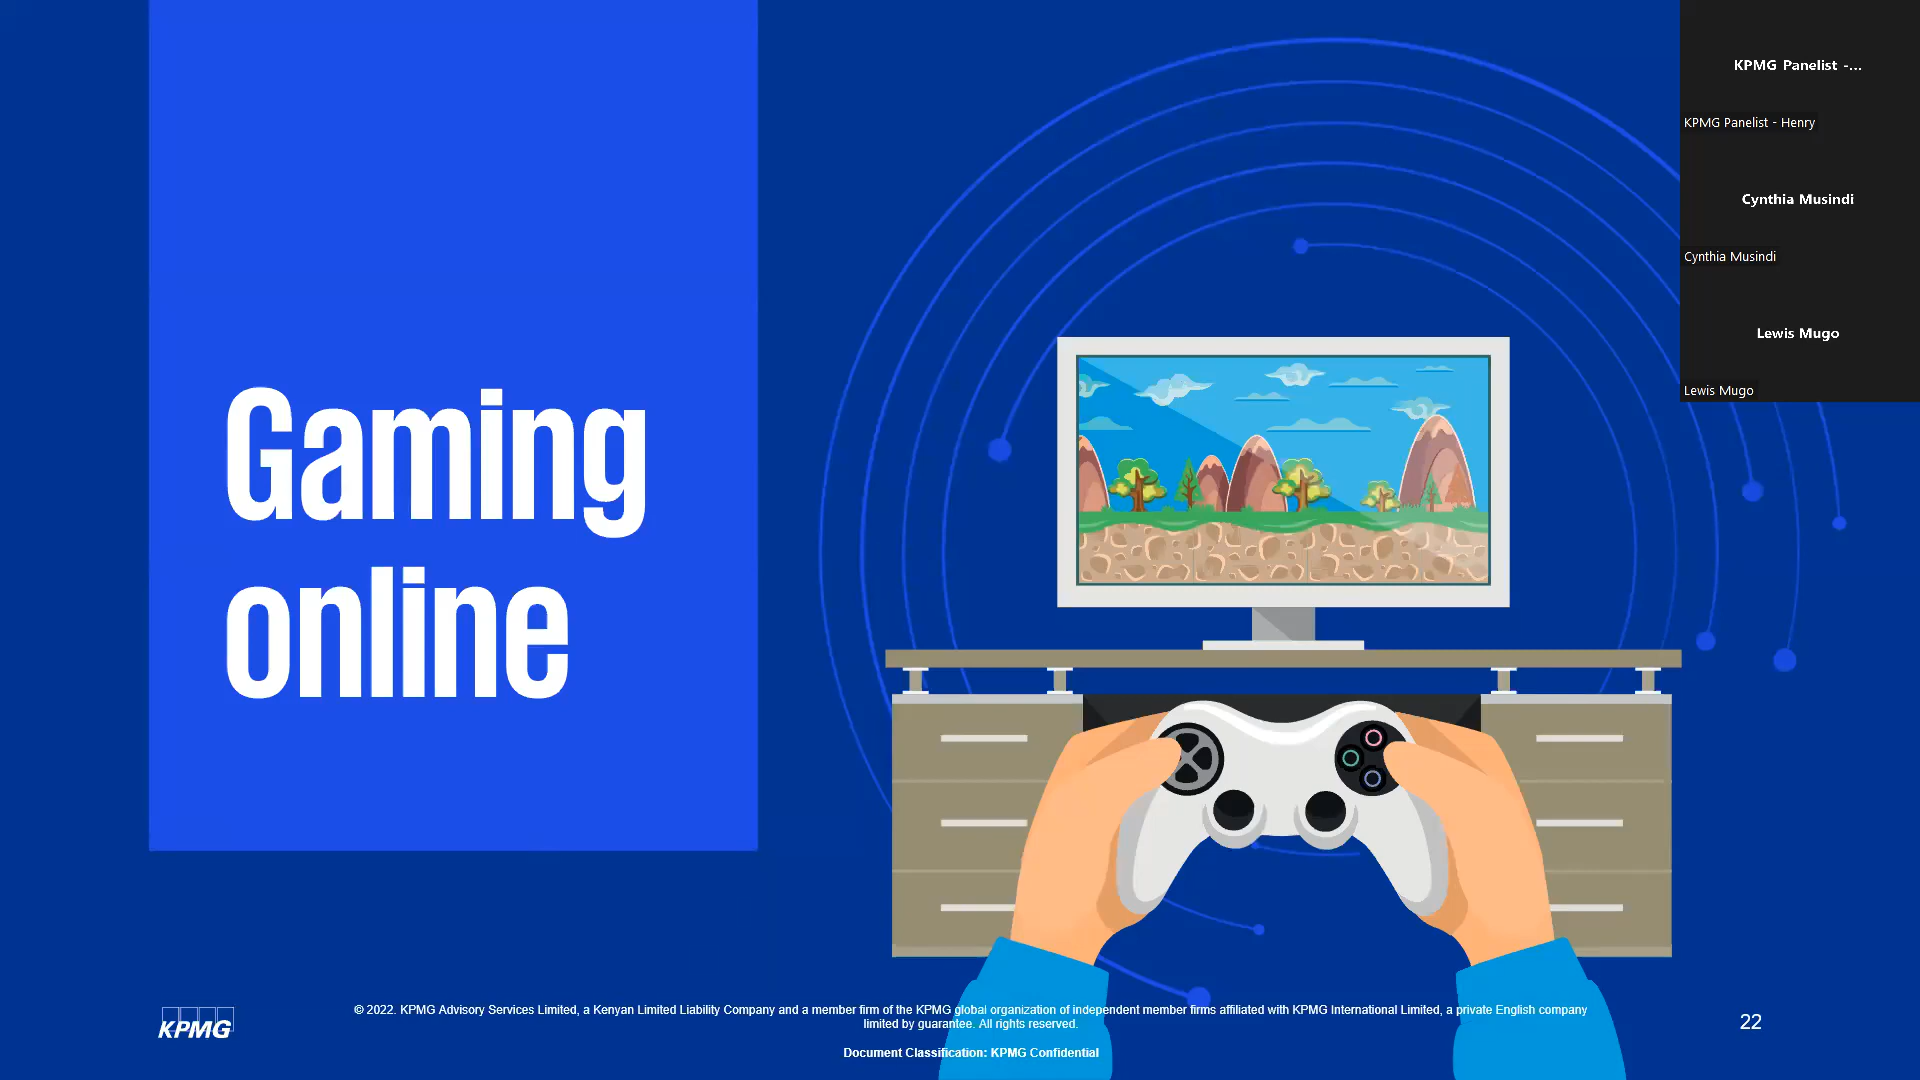 Gaming
online
KPMG Panelist -...
KPMG Panelist - Henry
Cynthia Musindi
Cynthia Musindi
Lewis Mugo
Lewis Mugo
KPMG
© 2022. KPMG Advisory Services Limited, a Kenyan Limited Liability Company and a member firm of the KPMG global organization of independent member firms affiliated with KPMG International Limited, a private English company
limited by guarantee. All rights reserved.
Document Classification: KPMG Confidential
22